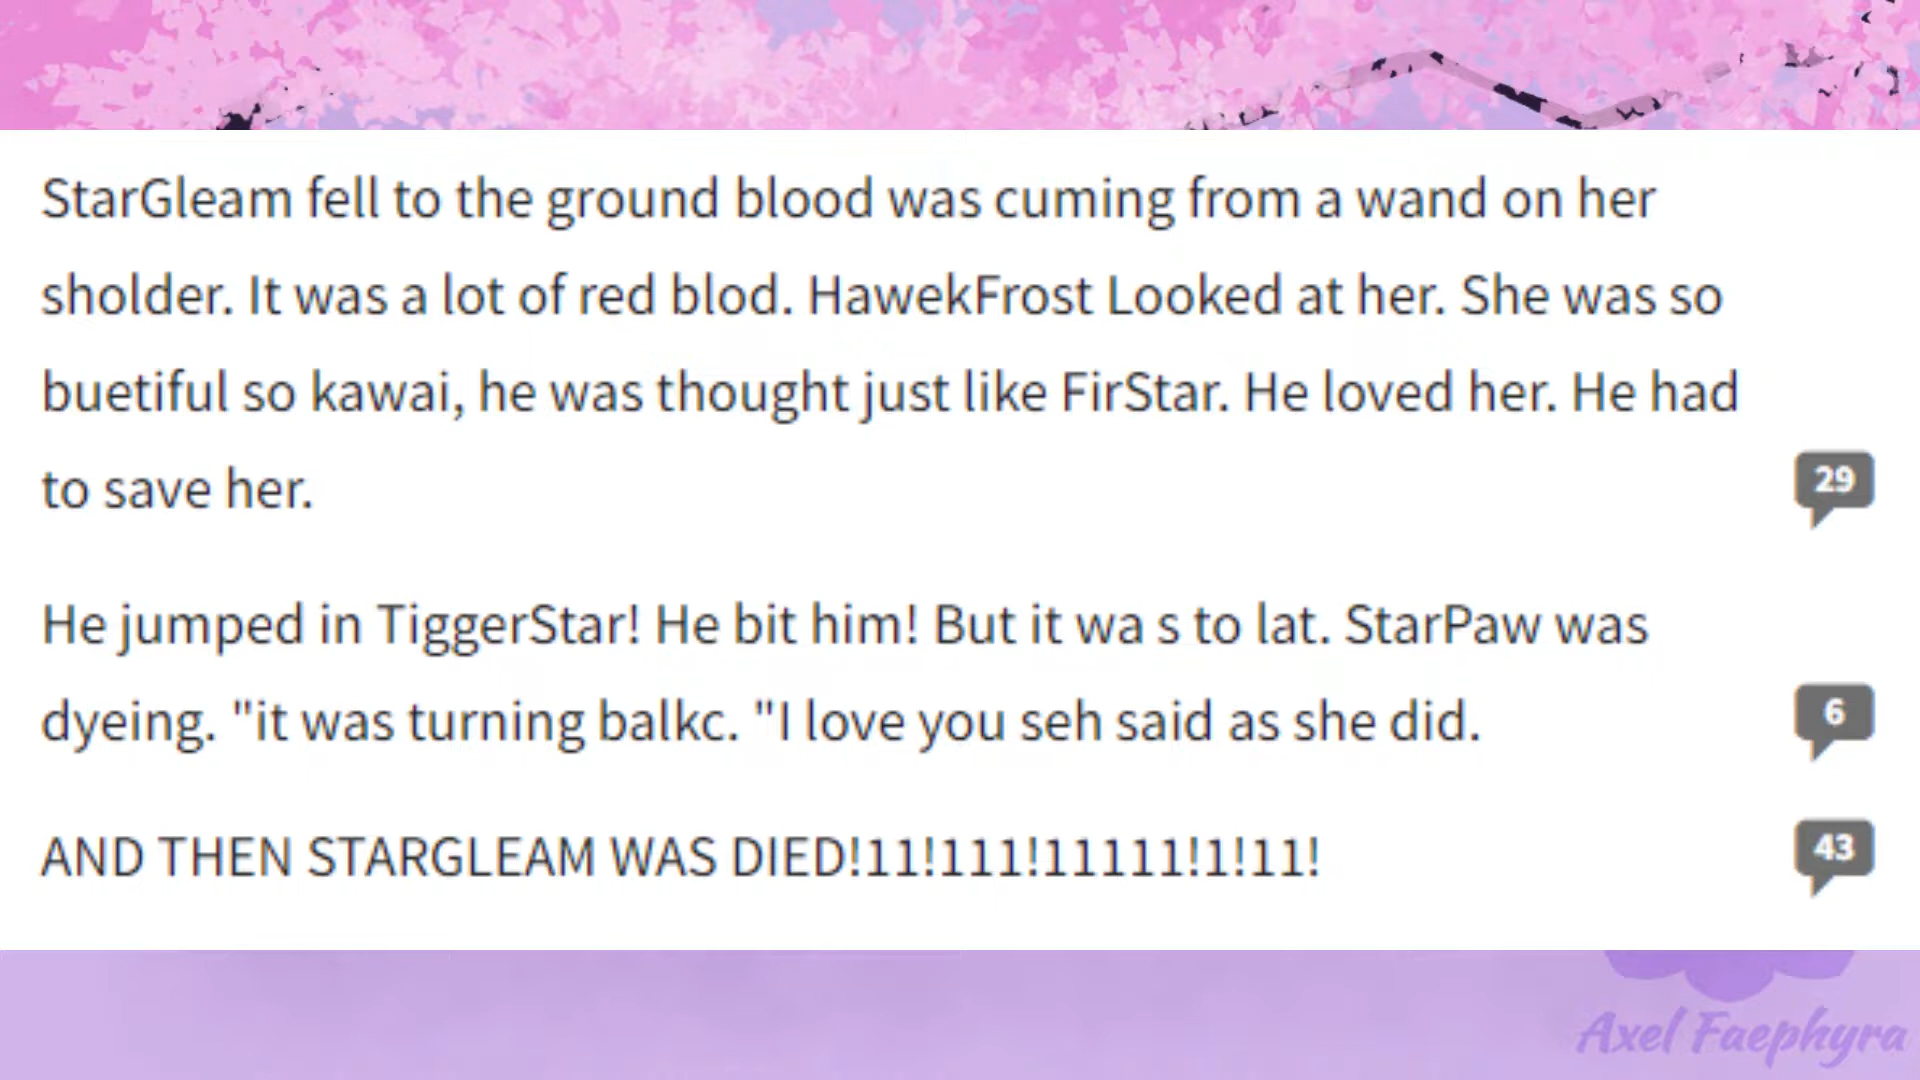 StarGleam fell to the ground blood was cuming from a wand on her
sholder. It was a lot of red blod. HawekFrost Looked at her. She was so
buetiful so kawai, he was thought just like FirStar. He loved her. He had
to save her.
29
He jumped in TiggerStar! He bit him! But it wa s to lat. StarPaw was
dyeing. "it was turning balkc. "I love you seh said as she did.
6
AND THEN STARGLEAM WAS DIED!11!111!11111!1!11!
43
Axel Faephyra